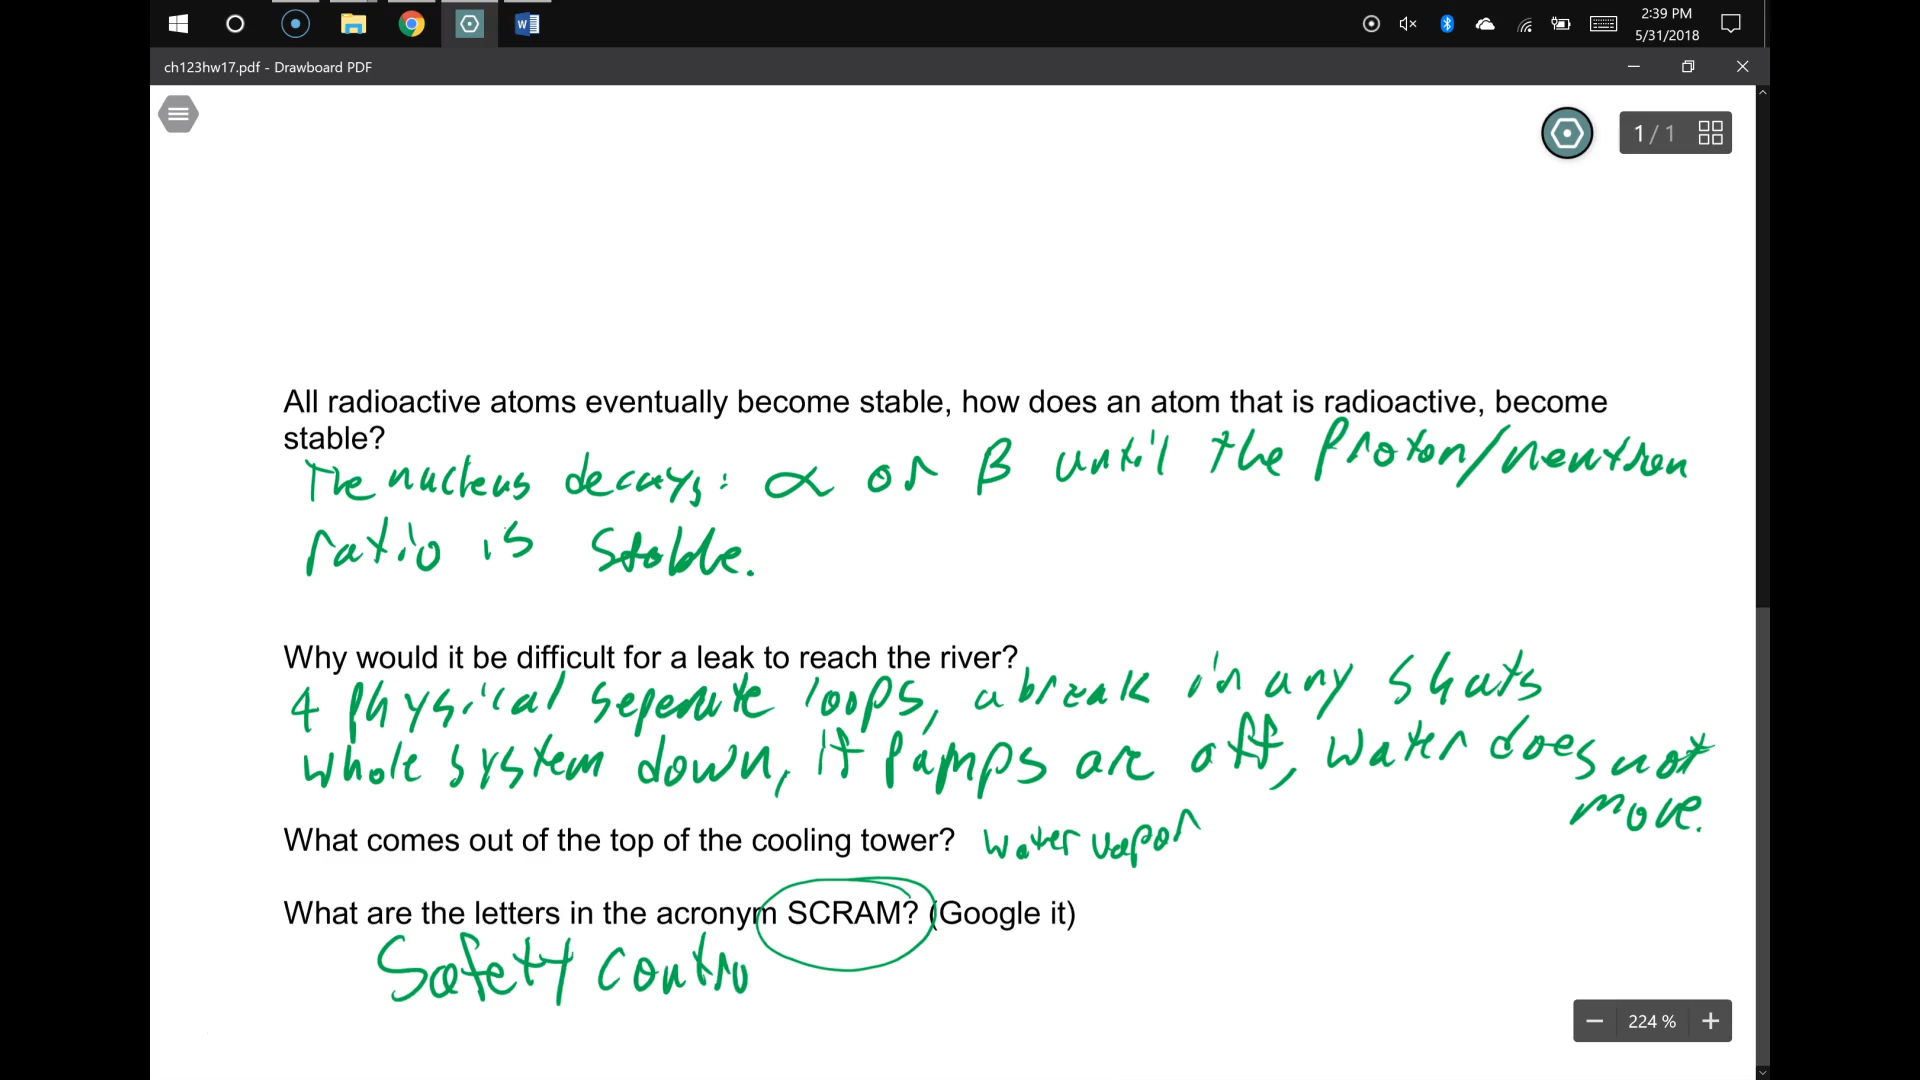 2:39 PM
5/31/2018
ch123hw17.pdf - Drawboard PDF
1 / 1
All radioactive atoms eventually become stable, how does an atom that is radioactive, become
stable?
The nucleus decays: α or β until the Proton/neutron
ratio is stable.
Why would it be difficult for a leak to reach the river?
4 Physical seperate loops, a break in any shuts
whole system down, if pumps are off, water does not
move.
What comes out of the top of the cooling tower? water vapor
What are the letters in the acronym SCRAM? (Google it)
Safety contro
224 %